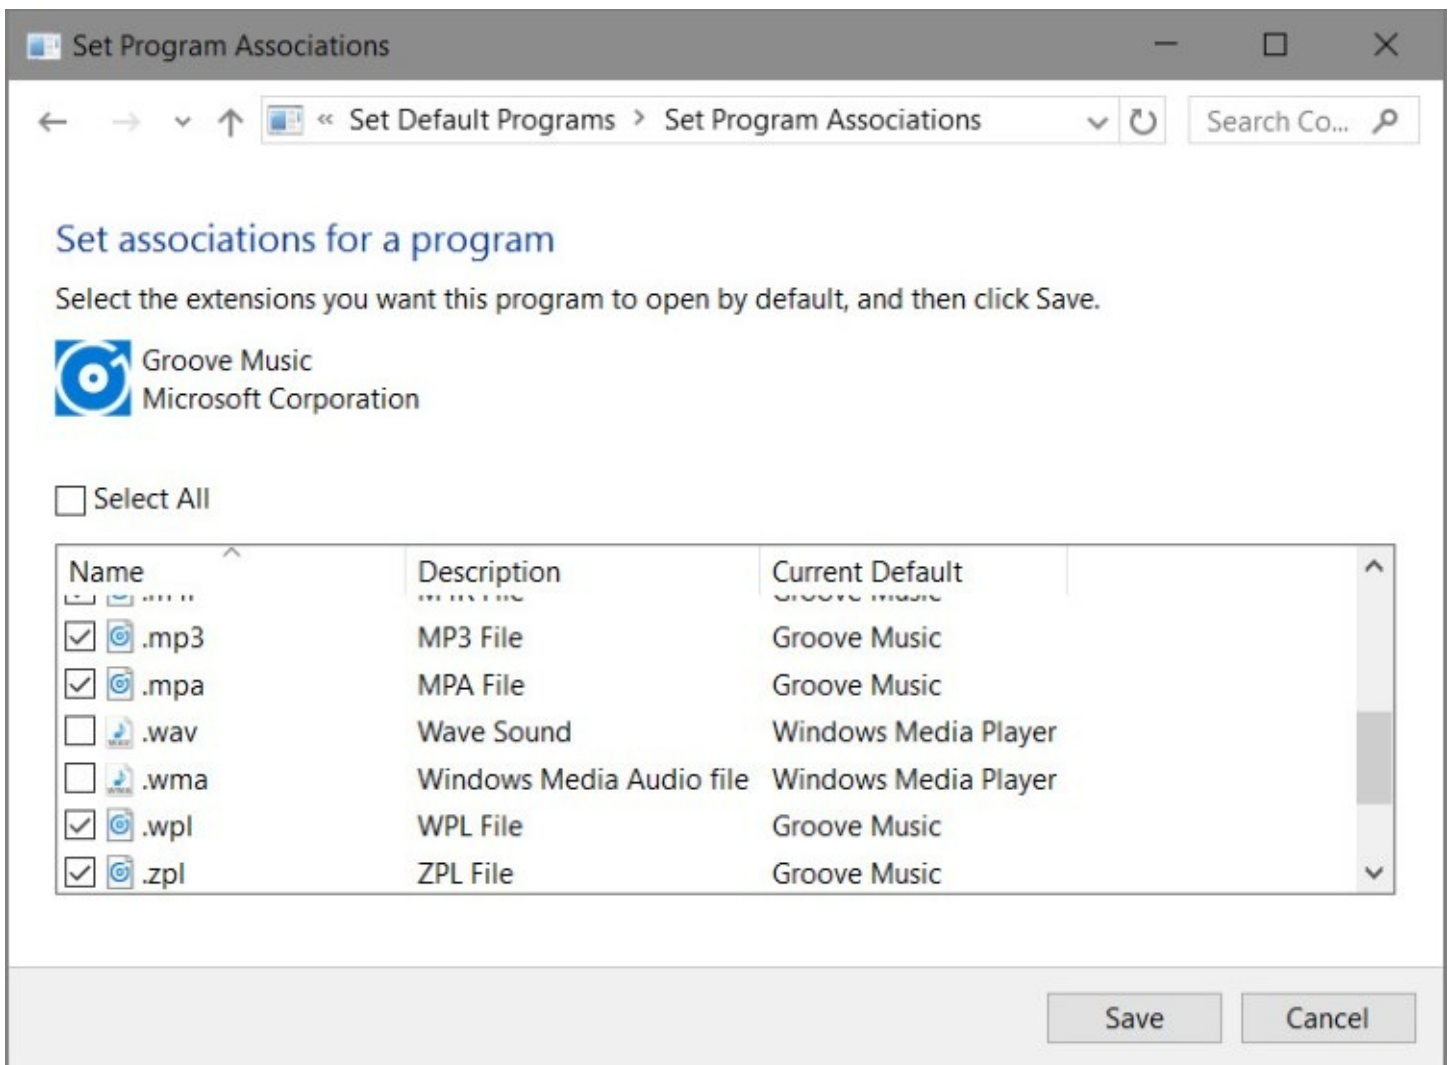 Set Program Associations
« Set Default Programs > Set Program Associations Search Co...
Set associations for a program
Select the extensions you want this program to open by default, and then click Save.
Groove Music
Microsoft Corporation
Select All
Name Description Current Default
Groove Music
.mp3 MP3 File Groove Music
.mpa MPA File Groove Music
.wav Wave Sound Windows Media Player
.wma Windows Media Audio file Windows Media Player
.wpl WPL File Groove Music
.zpl ZPL File Groove Music
Save Cancel